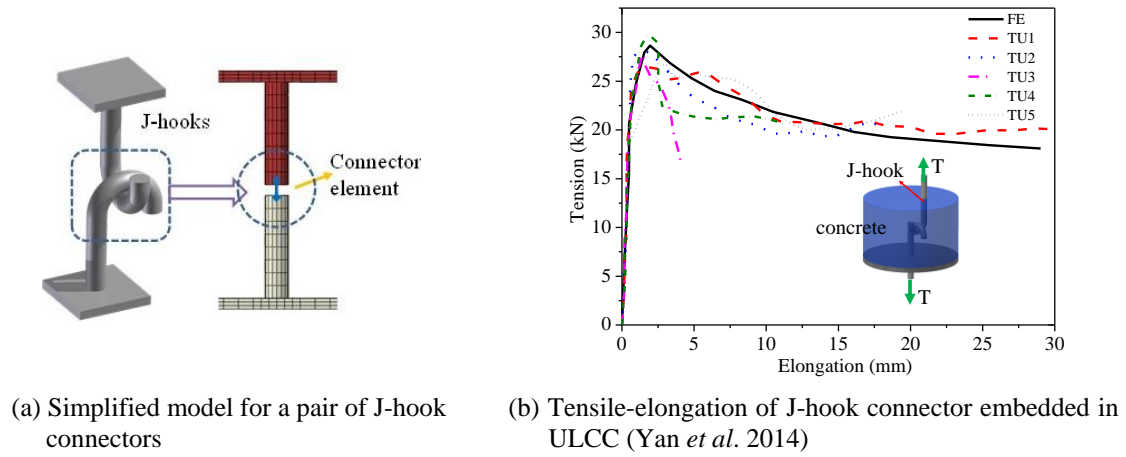 J-hooks
Connector
element
(a) Simplified model for a pair of J-hook
connectors
35
30
25
20
15
10
5
0
Tension (kN)
0 5 10 15 20 25 30
Elongation (mm)
FE
TU1
TU2
TU3
TU4
TU5
T
J-hook
concrete
T
(b) Tensile-elongation of J-hook connector embedded in
ULCC (Yan et al. 2014)